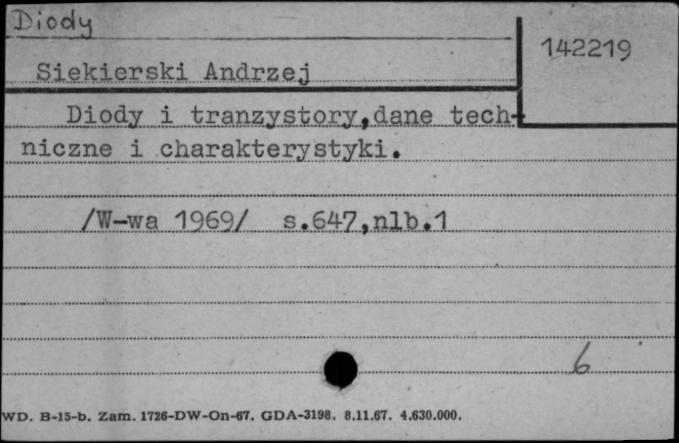 Diody
142219
Siekierski Andrzej
Diody i tranzystory,dane tech-
niczne i charakterystyki.
/W-wa 1969/ s.647,nlb.1
6
WD. B-15-b. Zam. 1726-DW-On-67. GDA-3198. 8.11.67. 4.630.000.